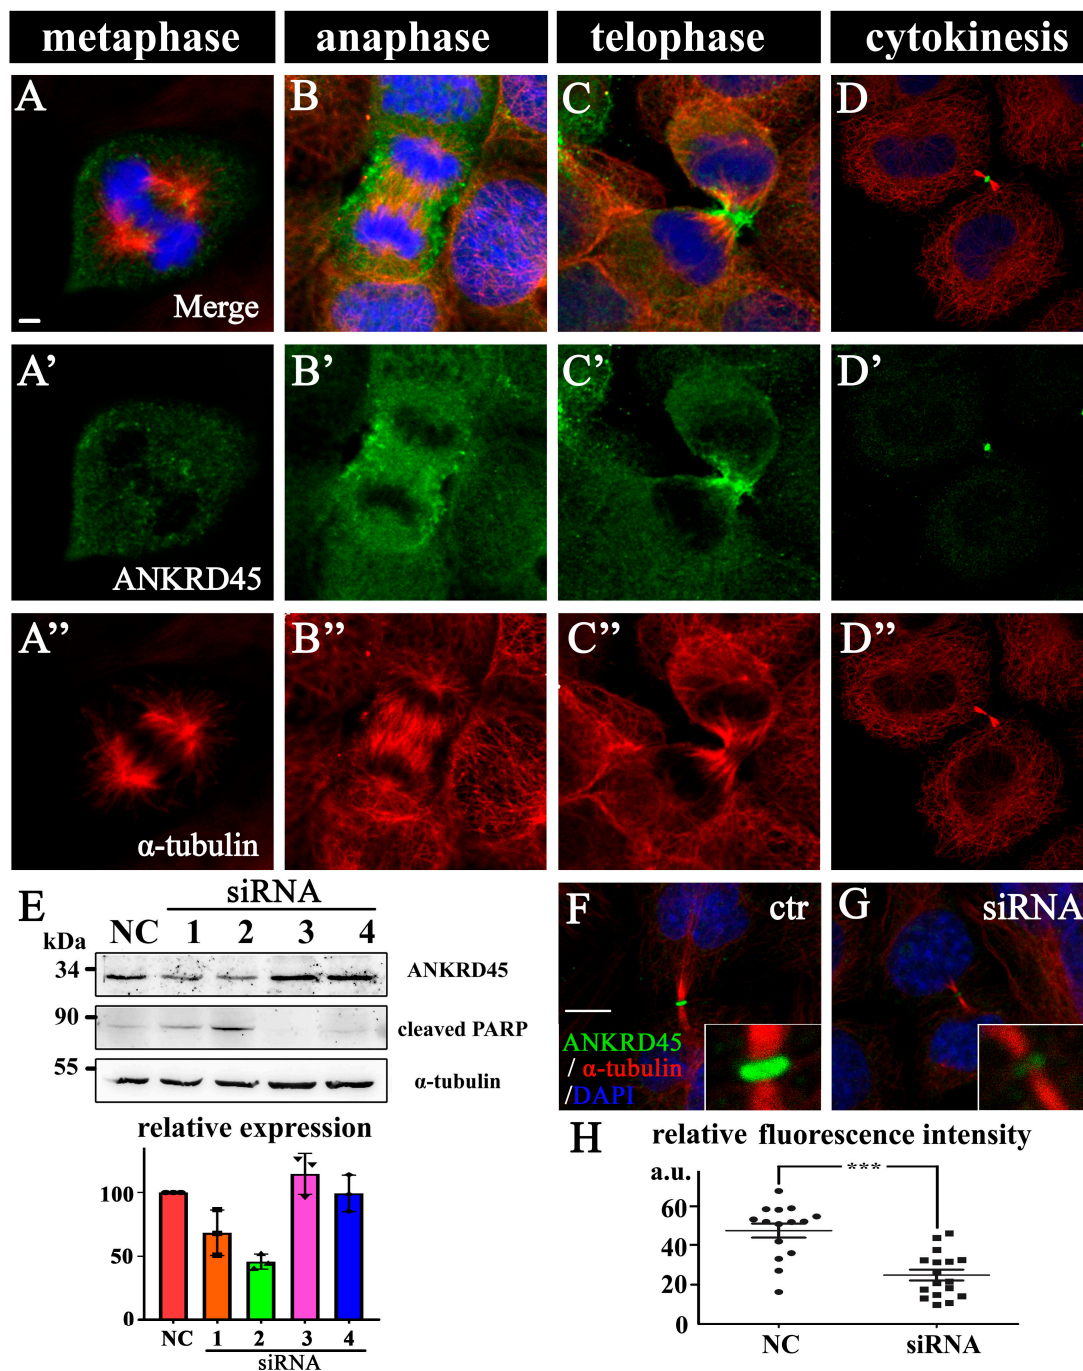 metaphase anaphase telophase cytokinesis
A B C D
Merge
A’ B’ C’ D’
ANKRD45
A” B” C” D”
α-tubulin
E siRNA
NC 1 2 3 4
kDa
34 ANKRD45
90 cleaved PARP
55 α-tubulin
relative expression
100
50
0
NC 1 2 3 4
siRNA
F ctr G siRNA
ANKRD45
/ α-tubulin
/DAPI
H relative fluorescence intensity
a.u. ***
60
40
20
0
NC siRNA